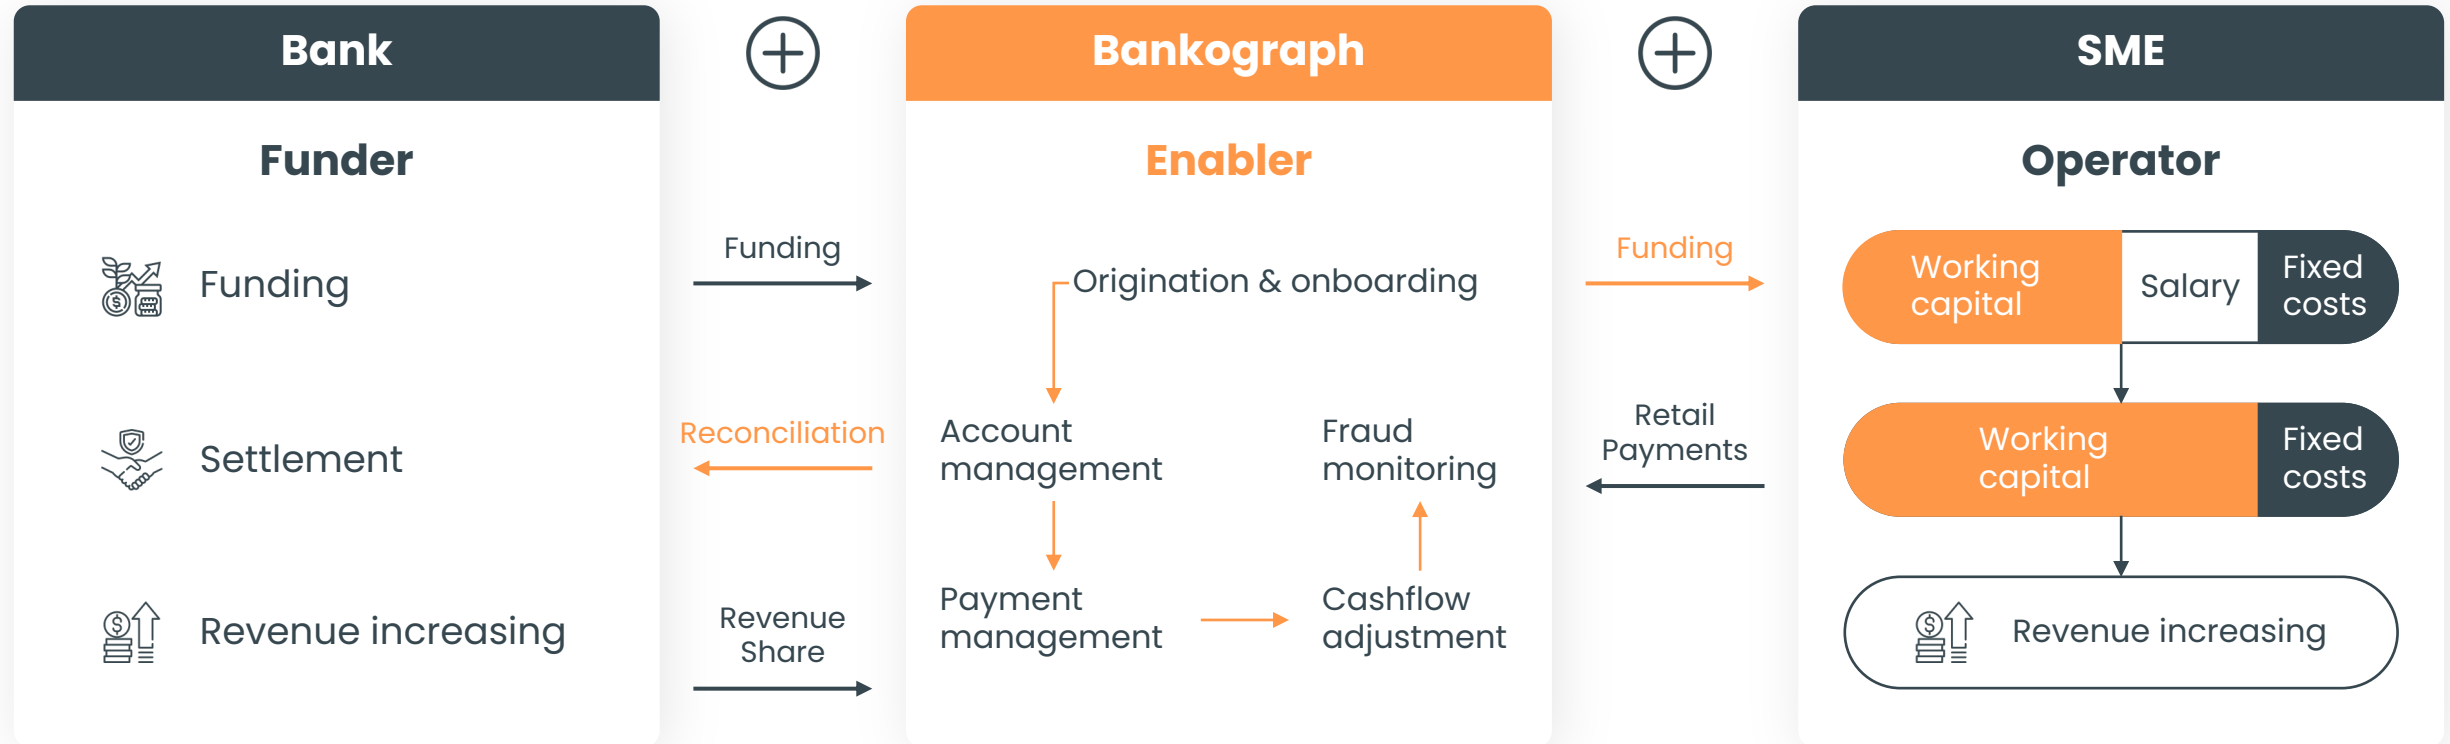 Bank
Funder
Funding
Settlement
Revenue increasing
Funding
Reconciliation
Revenue
Share
Bankograph
Enabler
Origination & onboarding
Account
management
Payment
management
Cashflow
adjustment
Fraud
monitoring
Funding
Retail
Payments
SME
Operator
Working
capital
Salary
Fixed
costs
Working
capital
Fixed
costs
Revenue increasing